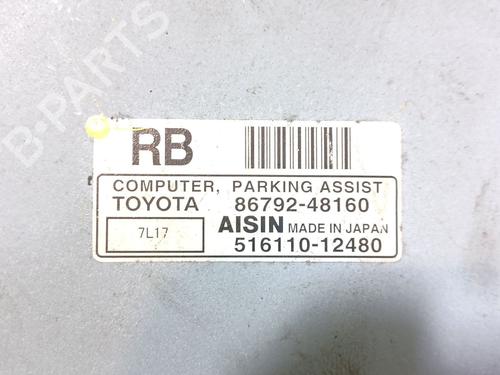 B-PARTS
RB
COMPUTER, PARKING ASSIST
TOYOTA 86792-48160
7L17 AISIN MADE IN JAPAN
516110-12480